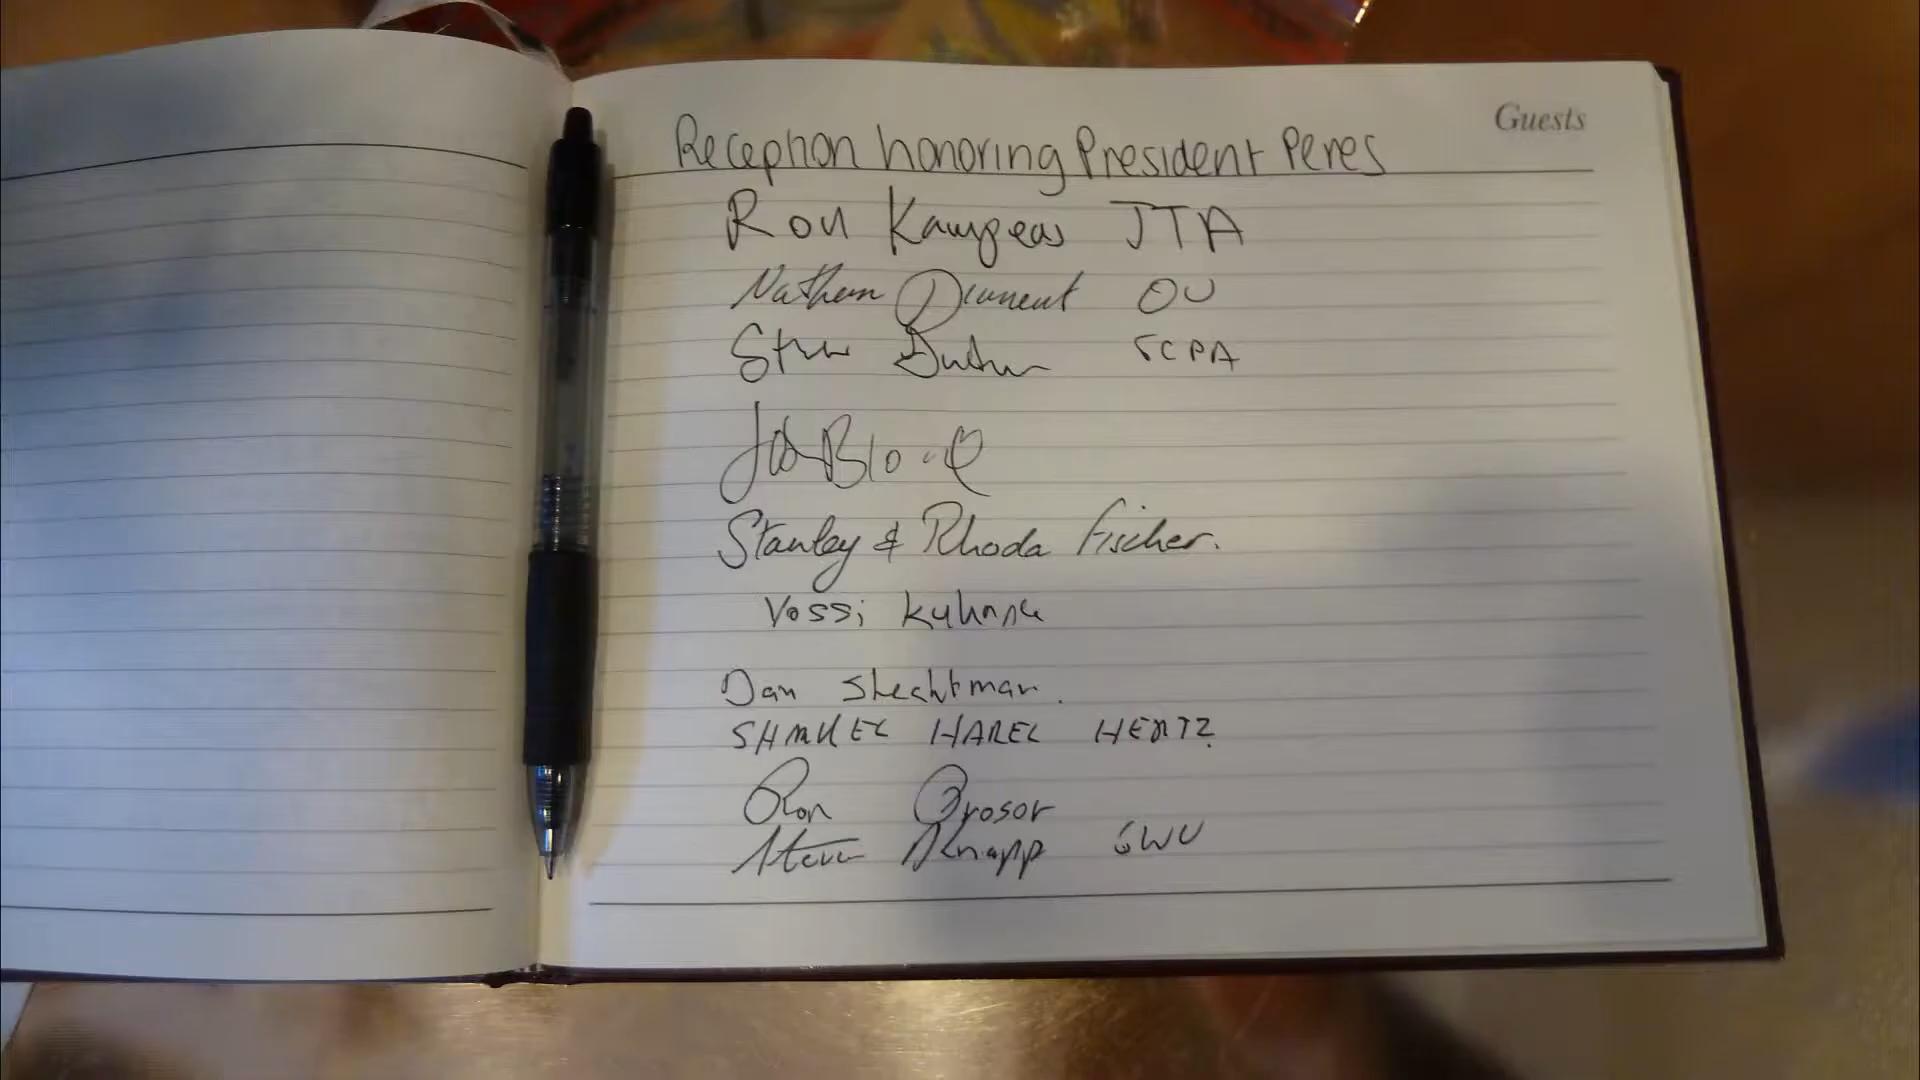 Guests
Reception honoring President Peres
Ron Kampeas JTA
Nathan Diament OU
SCPA
Stanley & Rhoda Fischer.
Yossi
Dan Shechtman.
SHMUEL HAREL HERTZ
Ron Prosor
Steven Knapp GWU